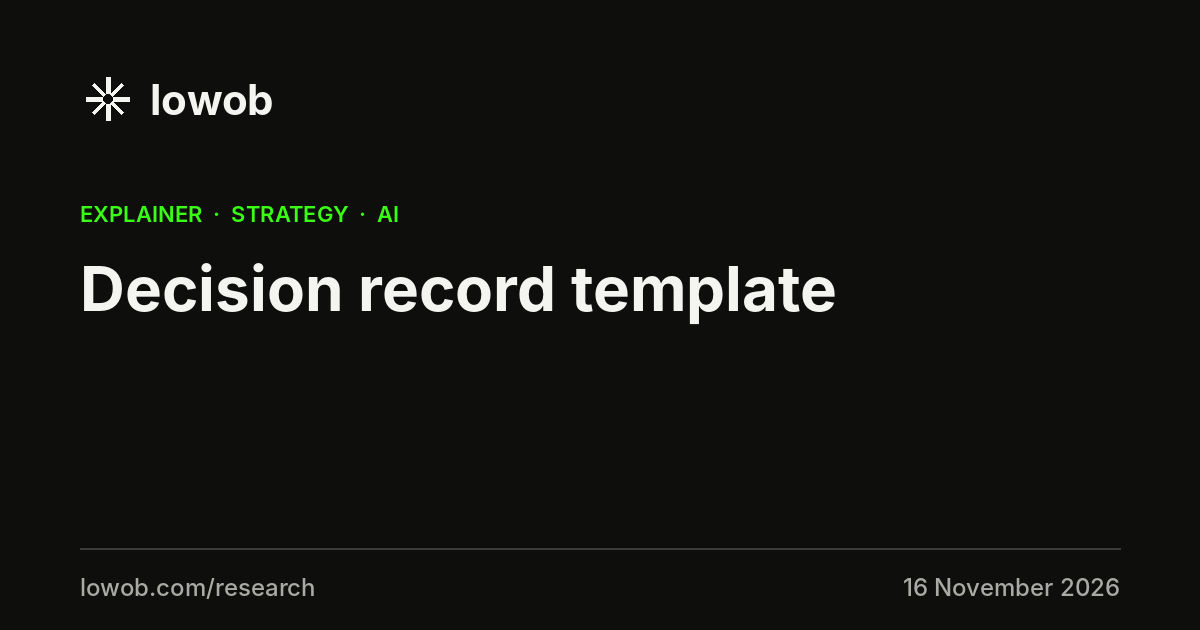 lowob
EXPLAINER · STRATEGY · AI
Decision record template
lowob.com/research
16 November 2026